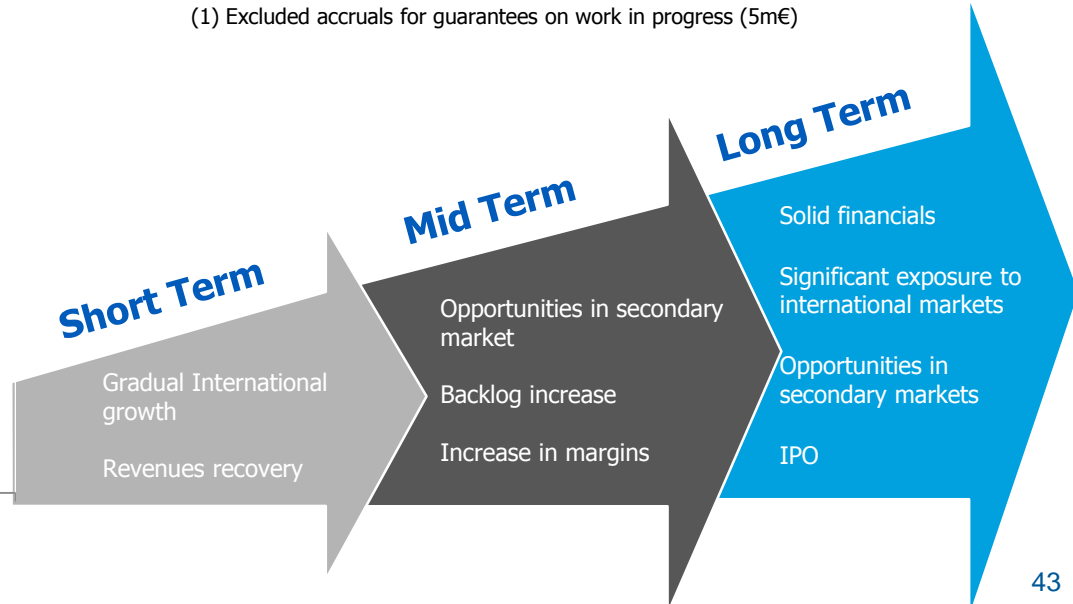 (1) Excluded accruals for guarantees on work in progress (5m€)
Short Term
Gradual International
growth
Revenues recovery
Mid Term
Opportunities in secondary
market
Backlog increase
Increase in margins
Long Term
Solid financials
Significant exposure to
international markets
Opportunities in
secondary markets
IPO
43